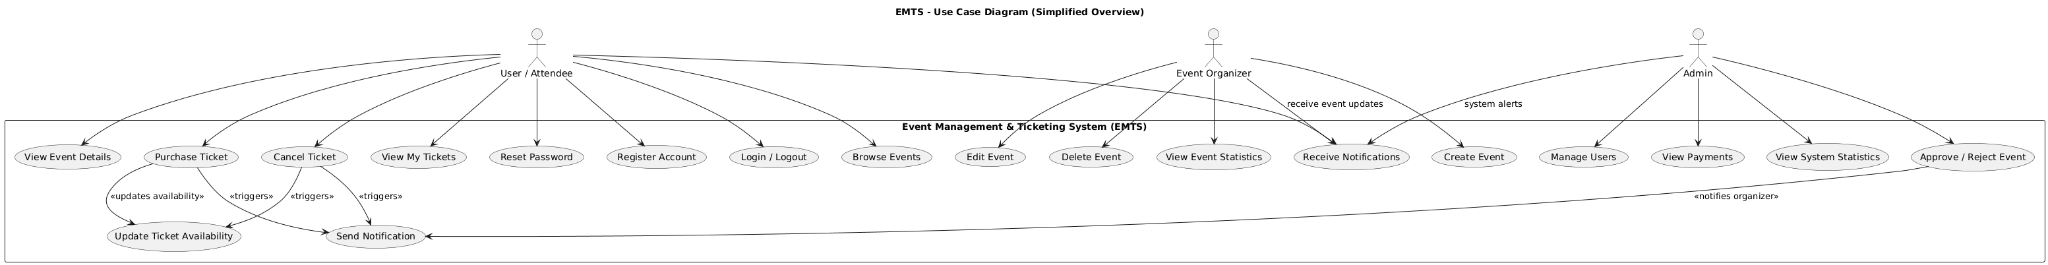 EMTS - Use Case Diagram (Simplified Overview)
User / Attendee
Event Organizer
Admin
receive event updates
system alerts
Event Management & Ticketing System (EMTS)
View Event Details
Purchase Ticket
Cancel Ticket
View My Tickets
Reset Password
Register Account
Login / Logout
Browse Events
Edit Event
Delete Event
View Event Statistics
Receive Notifications
Create Event
Manage Users
View Payments
View System Statistics
Approve / Reject Event
«updates availability»
«triggers»
«triggers»
«triggers»
«notifies organizer»
Update Ticket Availability
Send Notification